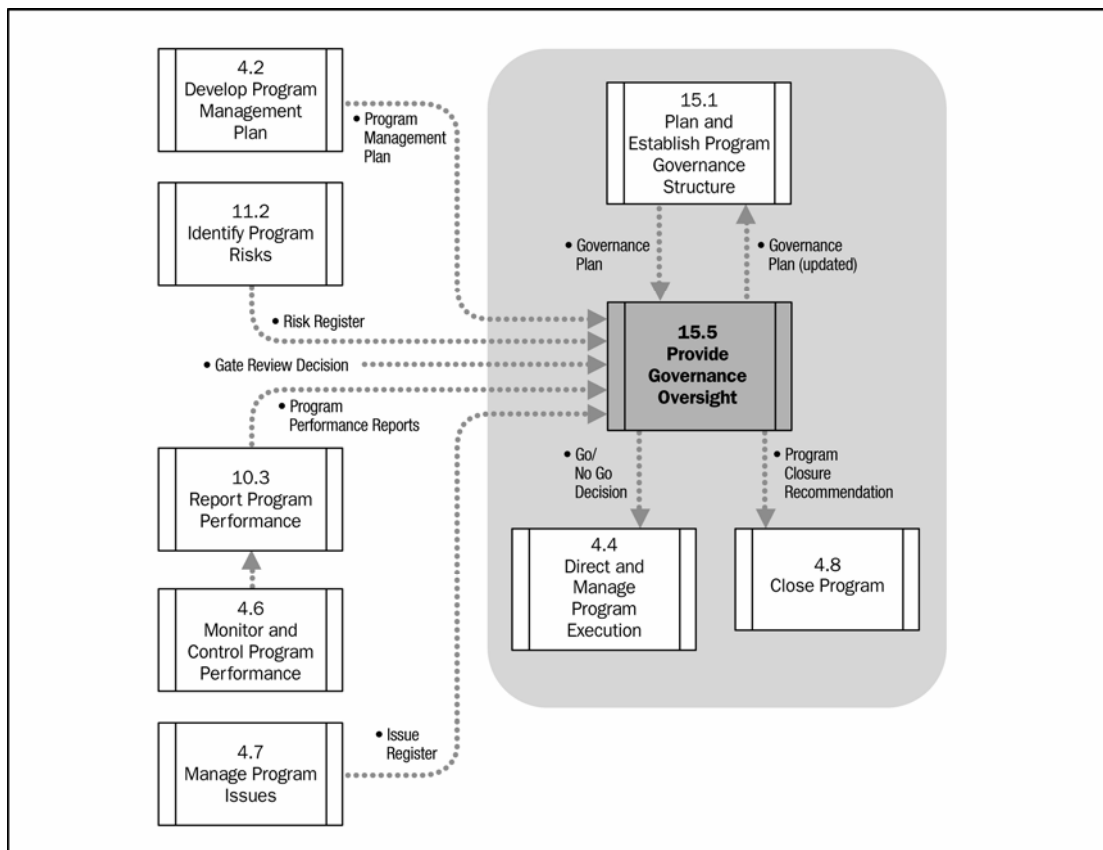 4.2
Develop Program
Management
Plan
• Program
Management
Plan
11.2
Identify Program
Risks
• Risk Register
• Gate Review Decision
• Program
Performance Reports
10.3
Report Program
Performance
4.6
Monitor and
Control Program
Performance
4.7
Manage Program
Issues
• Issue
Register
15.1
Plan and
Establish Program
Governance
Structure
• Governance
Plan
• Governance
Plan (updated)
15.5
Provide
Governance
Oversight
• Go/
No Go
Decision
• Program
Closure
Recommendation
4.4
Direct and
Manage
Program
Execution
4.8
Close Program